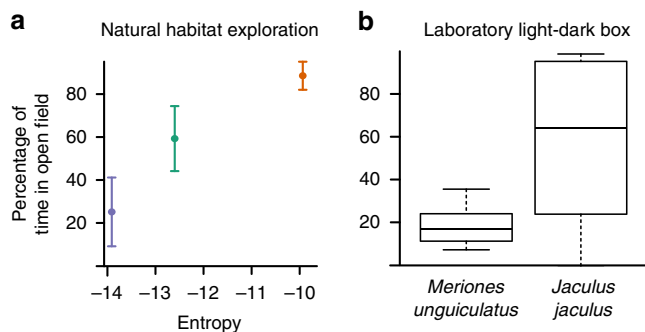 a
Natural habitat exploration
Percentage of
time in open field
80
60
40
20
−14 −13 −12 −11 −10
Entropy
b
Laboratory light-dark box
80
60
40
20
Meriones
unguiculatus
Jaculus
jaculus